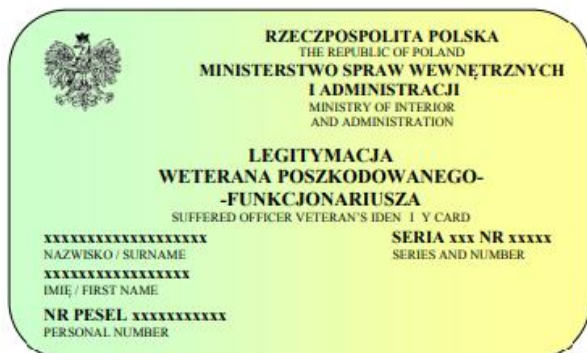 RZECZPOSPOLITA POLSKA
THE REPUBLIC OF POLAND
MINISTERSTWO SPRAW WEWNĘTRZNYCH
I ADMINISTRACJI
MINISTRY OF INTERIOR
AND ADMINISTRATION
LEGITYMACJA
WETERANA POSZKODOWANEGO-
-FUNKCJONARIUSZA
SUFFERED OFFICER VETERAN'S IDEN I Y CARD
xxxxxxxxxxxxxxxxxxx SERIA xxx NR xxxxx
NAZWISKO / SURNAME SERIES AND NUMBER
xxxxxxxxxxxxxxxxx
IMIĘ / FIRST NAME
NR PESEL xxxxxxxxxxx
PERSONAL NUMBER